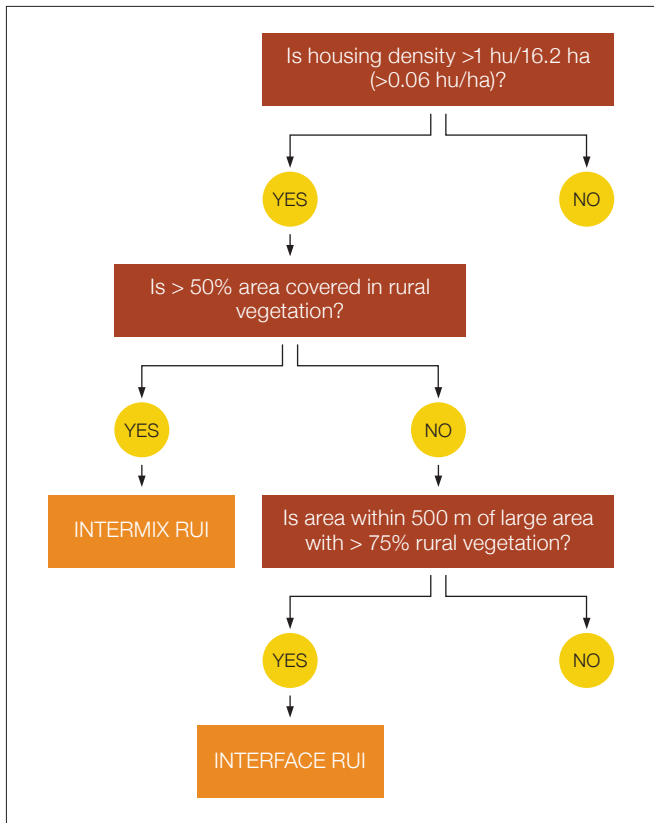 Is housing density >1 hu/16.2 ha
(>0.06 hu/ha)?
YES
NO
Is > 50% area covered in rural
vegetation?
YES
NO
INTERMIX RUI
Is area within 500 m of large area
with > 75% rural vegetation?
YES
NO
INTERFACE RUI